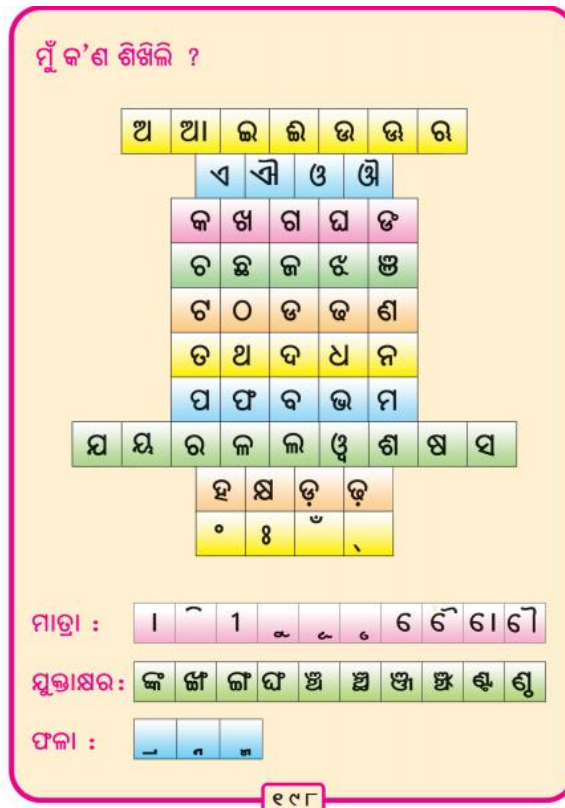 ମୁଁ କ’ଣ ଶିଖିଲି ?
ଅ ଆ ଇ ଈ ଉ ଊ ଋ
ଏ ଐ ଓ ଔ
କ ଖ ଗ ଘ ଙ
ଚ ଛ ଜ ଝ ଞ
ଟ ଠ ଡ ଢ ଣ
ତ ଥ ଦ ଧ ନ
ପ ଫ ବ ଭ ମ
ଯ ୟ ର ଳ ଲ ୱ ଶ ଷ ସ
ହ କ୍ଷ ଡ଼ ଢ଼
ଂ ଃ ଁ ୍
ମାତ୍ରା : ା ି ୀ ୁ ୂ ୃ େ ୈ ୋ ୌ
ଯୁକ୍ତାକ୍ଷର : ଙ୍କ ଙ୍ଖ ଙ୍ଗ ଙ୍ଘ ଞ୍ଚ ଞ୍ଛ ଞ୍ଜ ଞ୍ଝ ଣ୍ଟ ଣ୍ଠ
ଫଳା :
୧୯୮